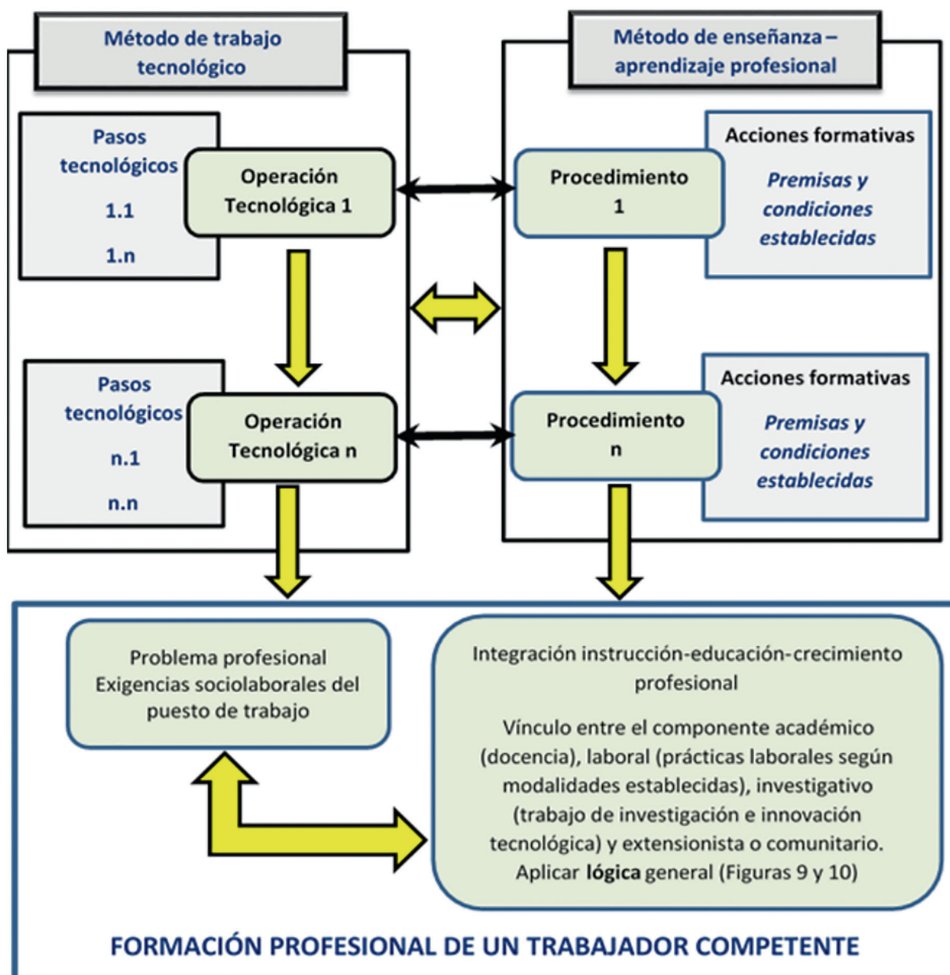 Método de trabajo
tecnológico
Pasos
tecnológicos
1.1
1.n
Operación
Tecnológica 1
Pasos
tecnológicos
n.1
n.n
Operación
Tecnológica n
Método de enseñanza –
aprendizaje profesional
Procedimiento
1
Acciones formativas
Premisas y
condiciones
establecidas
Procedimiento
n
Acciones formativas
Premisas y
condiciones
establecidas
Problema profesional
Exigencias sociolaborales del
puesto de trabajo
Integración instrucción-educación-crecimiento
profesional
Vínculo entre el componente académico
(docencia), laboral (prácticas laborales según
modalidades establecidas), investigativo
(trabajo de investigación e innovación
tecnológica) y extensionista o comunitario.
Aplicar lógica general (Figuras 9 y 10)
FORMACIÓN PROFESIONAL DE UN TRABAJADOR COMPETENTE